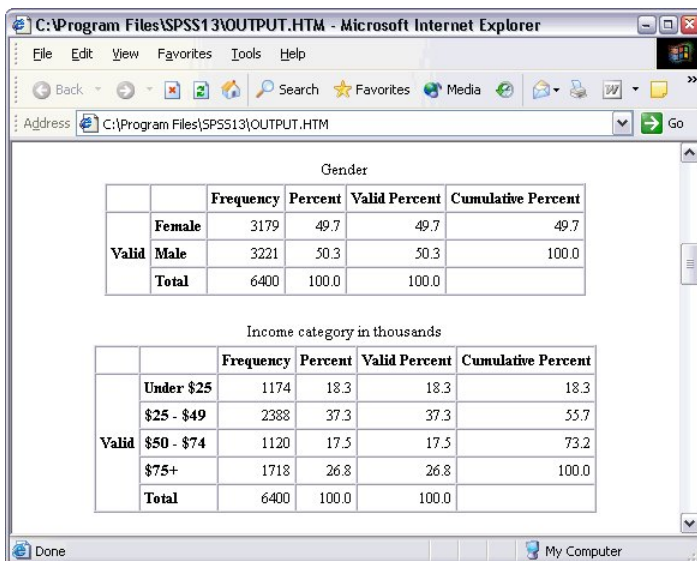 C:\Program Files\SPSS13\OUTPUT.HTM - Microsoft Internet Explorer
File Edit View Favorites Tools Help
Back Search Favorites Media »
Address C:\Program Files\SPSS13\OUTPUT.HTM Go
Gender
Frequency Percent Valid Percent Cumulative Percent
Valid Female 3179 49.7 49.7 49.7
Male 3221 50.3 50.3 100.0
Total 6400 100.0 100.0
Income category in thousands
Frequency Percent Valid Percent Cumulative Percent
Valid Under $25 1174 18.3 18.3 18.3
$25 - $49 2388 37.3 37.3 55.7
$50 - $74 1120 17.5 17.5 73.2
$75+ 1718 26.8 26.8 100.0
Total 6400 100.0 100.0
Done My Computer